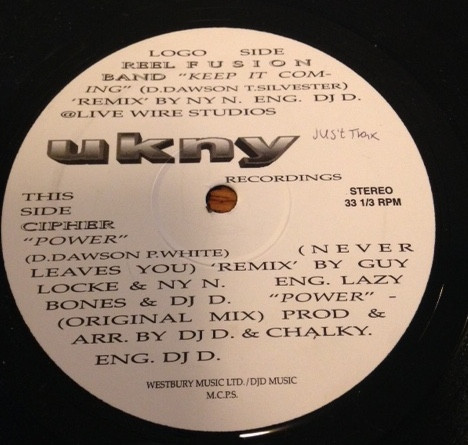 LOGO SIDE
REEL FUSION
BAND "KEEP IT COM-
ING" (D.DAWSON T.SILVESTER)
'REMIX' BY NY N. ENG. DJ D.
@LIVE WIRE STUDIOS
ukny
JUS't Trax
RECORDINGS
STEREO
33 1/3 RPM
THIS
SIDE
CIPHER
"POWER"
(D.DAWSON P.WHITE) (NEVER
LEAVES YOU) 'REMIX' BY GUY
LOCKE & NY N. ENG. LAZY
BONES & DJ D. "POWER" -
(ORIGINAL MIX) PROD &
ARR. BY DJ D. & CHALKY.
ENG. DJ D.
WESTBURY MUSIC LTD. / DJD MUSIC
M.C.P.S.